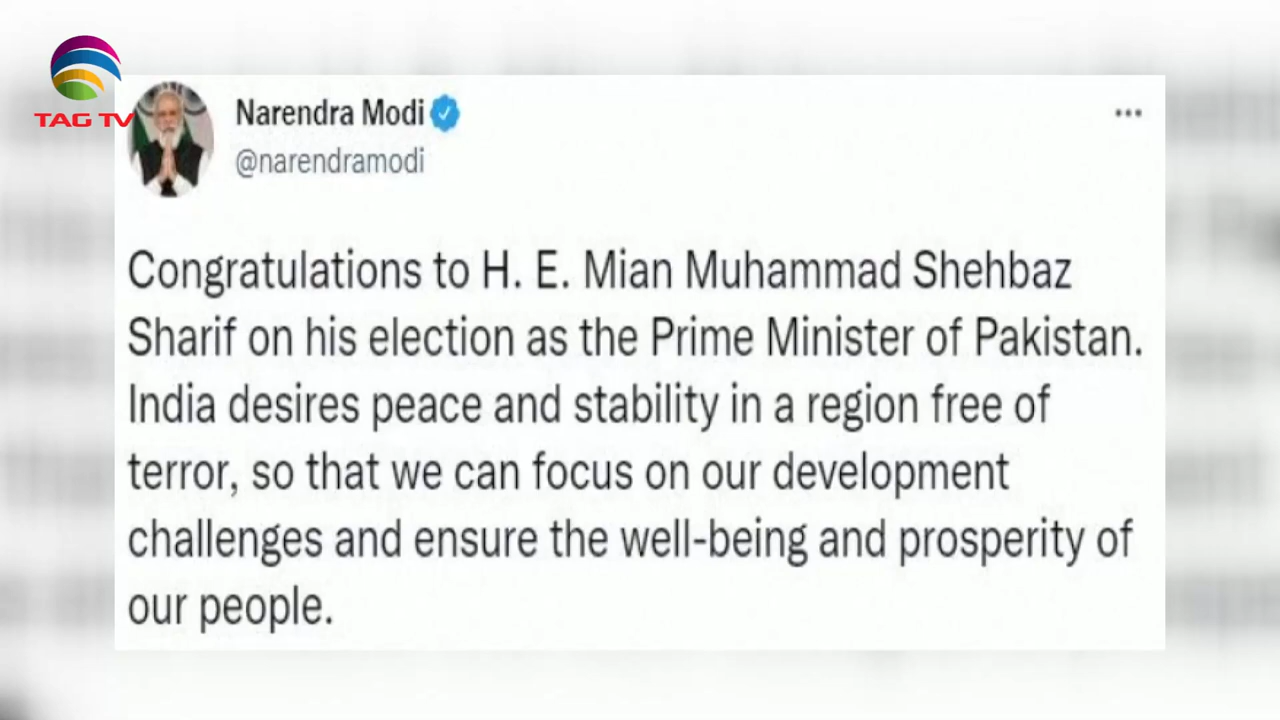 TAG TV
Narendra Modi
@narendramodi
Congratulations to H. E. Mian Muhammad Shehbaz
Sharif on his election as the Prime Minister of Pakistan.
India desires peace and stability in a region free of
terror, so that we can focus on our development
challenges and ensure the well-being and prosperity of
our people.